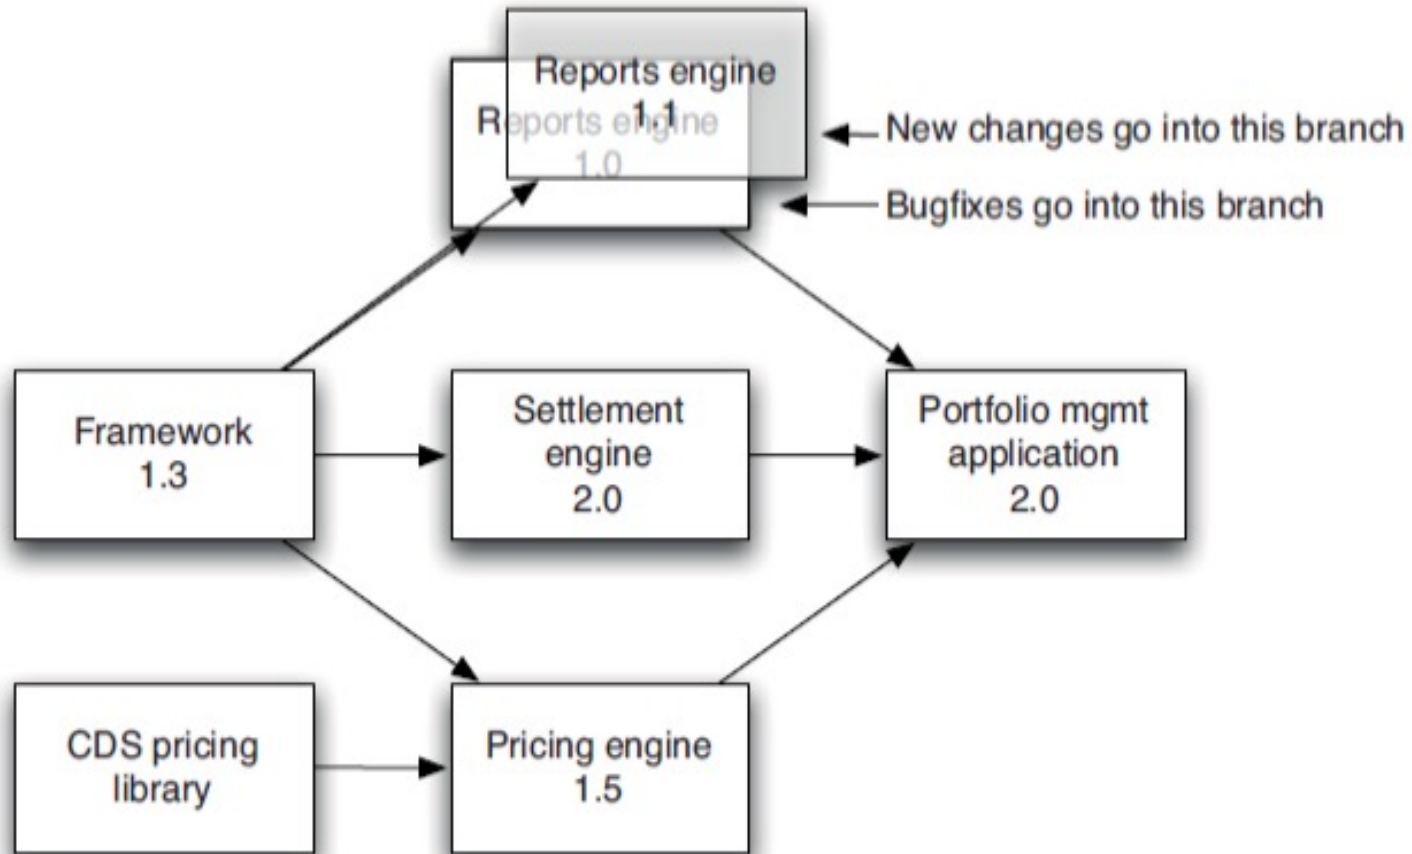 Reports engine
1.1
Reports engine
1.0
New changes go into this branch
Bugfixes go into this branch
Framework
1.3
Settlement
engine
2.0
Portfolio mgmt
application
2.0
CDS pricing
library
Pricing engine
1.5